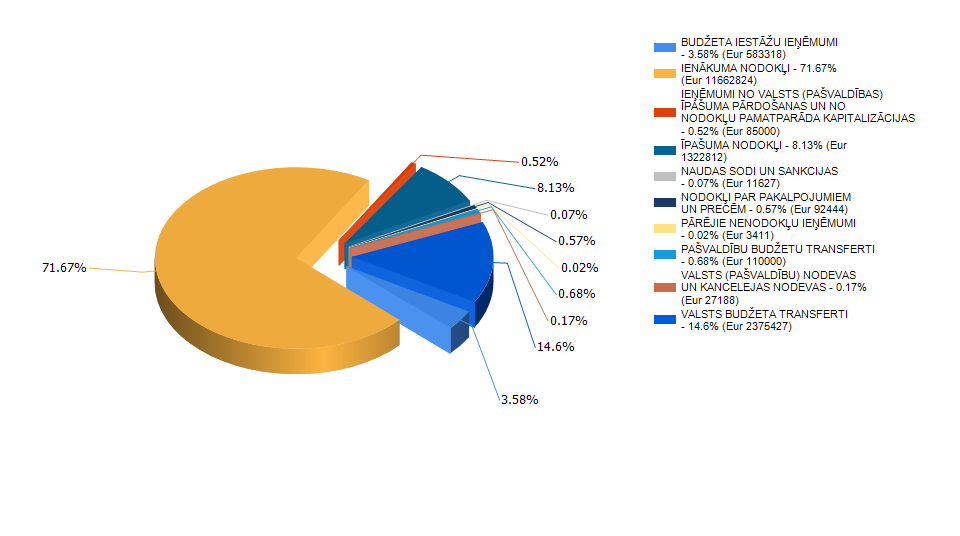 BUDŽETA IESTĀŽU IEŅĒMUMI
- 3.58% (Eur 583318)
IENĀKUMA NODOKĻI - 71.67%
(Eur 11662824)
IEŅĒMUMI NO VALSTS (PAŠVALDĪBAS)
ĪPAŠUMA PĀRDOŠANAS UN NO
NODOKĻU PAMATPARĀDA KAPITALIZĀCIJAS
- 0.52% (Eur 85000)
ĪPAŠUMA NODOKĻI - 8.13% (Eur
1322812)
NAUDAS SODI UN SANKCIJAS
- 0.07% (Eur 11627)
NODOKĻI PAR PAKALPOJUMIEM
UN PRECĒM - 0.57% (Eur 92444)
PĀRĒJIE NENODOKĻU IEŅĒMUMI
- 0.02% (Eur 3411)
PAŠVALDĪBU BUDŽETU TRANSFERTI
- 0.68% (Eur 110000)
VALSTS (PAŠVALDĪBU) NODEVAS
UN KANCELEJAS NODEVAS - 0.17%
(Eur 27188)
VALSTS BUDŽETA TRANSFERTI
- 14.6% (Eur 2375427)
0.52%
8.13%
0.07%
0.57%
71.67%
0.02%
0.68%
0.17%
14.6%
3.58%